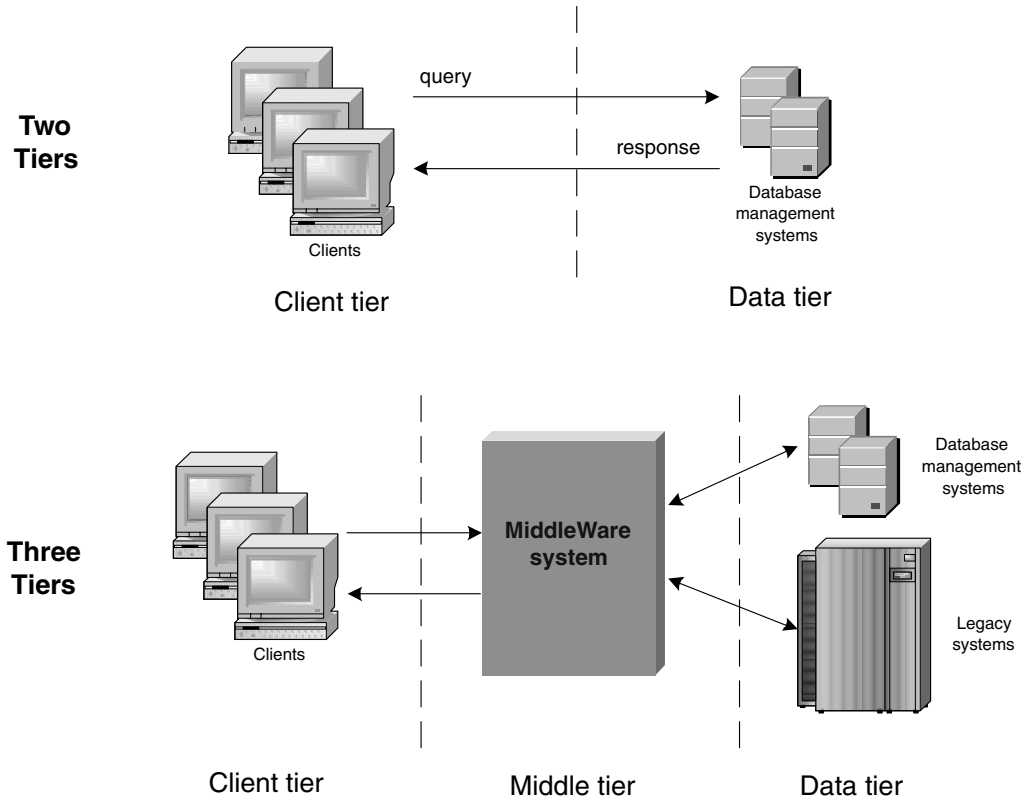 Two
Tiers
query
response
Clients
Database
management
systems
Client tier
Data tier
Three
Tiers
Clients
MiddleWare
system
Database
management
systems
Legacy
systems
Client tier
Middle tier
Data tier